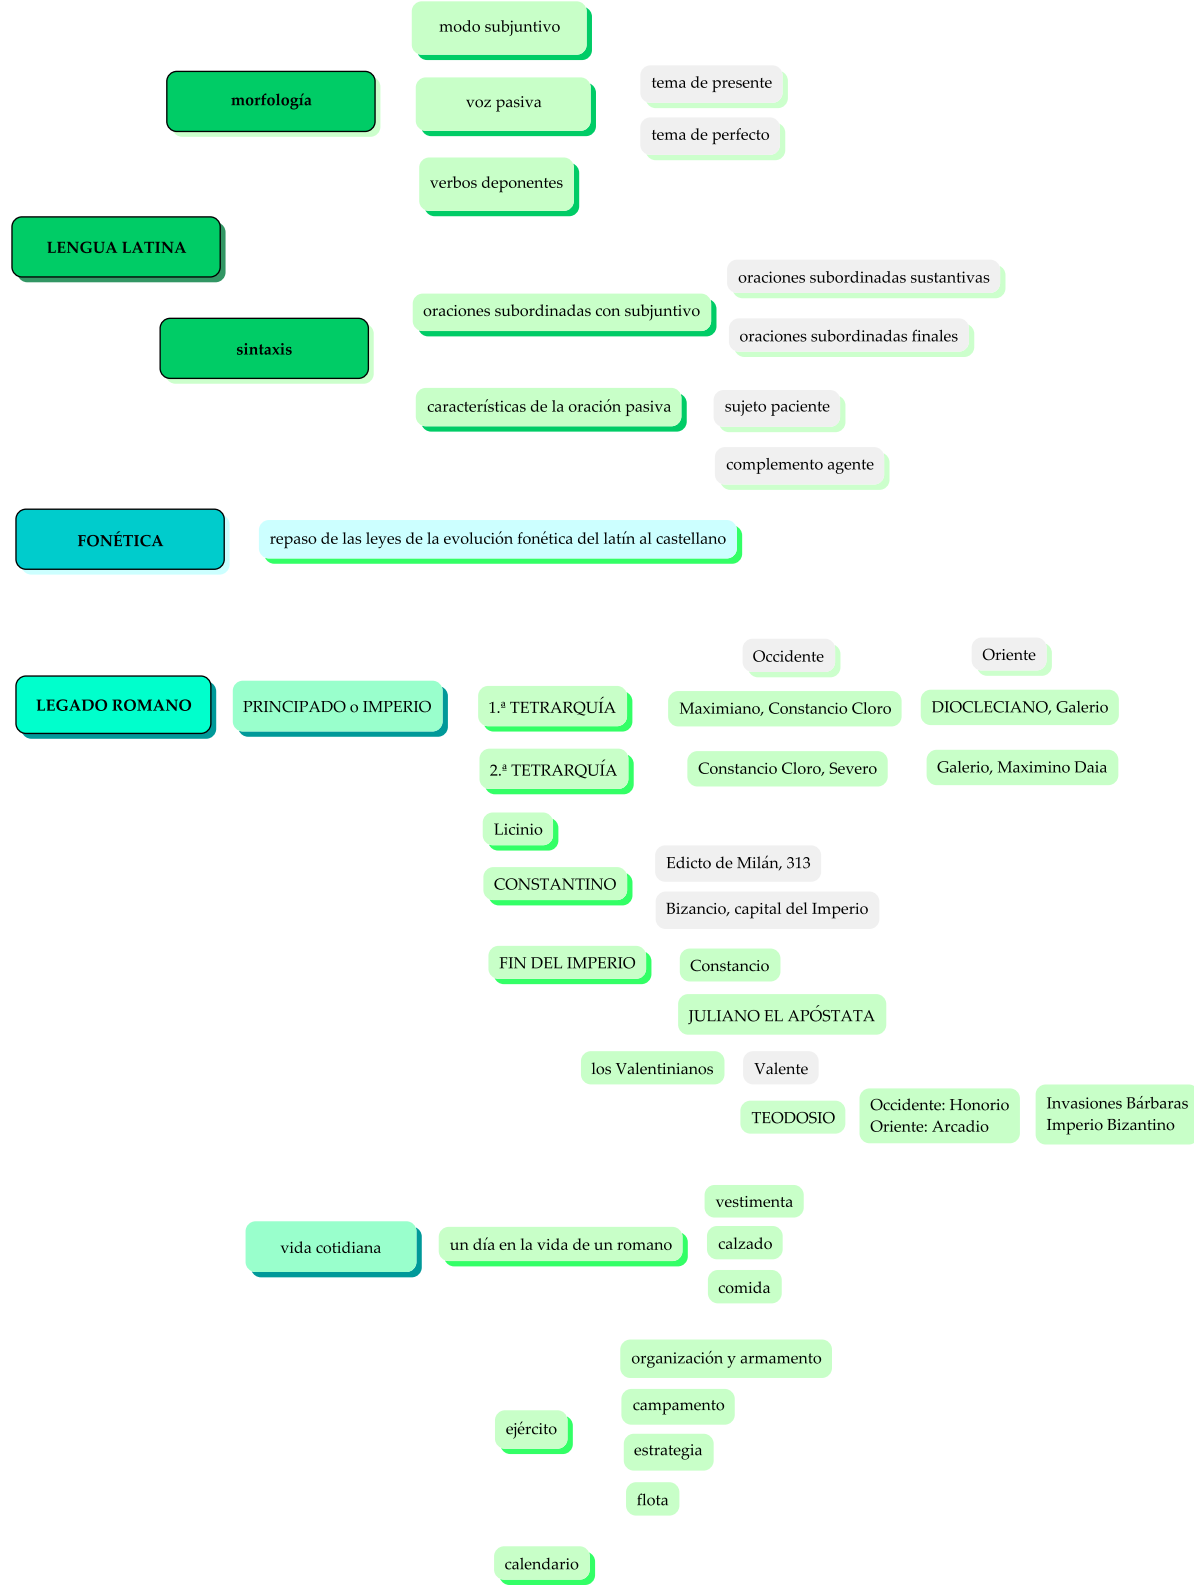 modo subjuntivo
morfología
voz pasiva
tema de presente
tema de perfecto
verbos deponentes
LENGUA LATINA
oraciones subordinadas con subjuntivo
oraciones subordinadas sustantivas
oraciones subordinadas finales
sintaxis
características de la oración pasiva
sujeto paciente
complemento agente
FONÉTICA
repaso de las leyes de la evolución fonética del latín al castellano
Occidente
Oriente
LEGADO ROMANO
PRINCIPADO o IMPERIO
1.ª TETRARQUÍA
Maximiano, Constancio Cloro
DIOCLECIANO, Galerio
2.ª TETRARQUÍA
Constancio Cloro, Severo
Galerio, Maximino Daia
Licinio
CONSTANTINO
Edicto de Milán, 313
Bizancio, capital del Imperio
FIN DEL IMPERIO
Constancio
JULIANO EL APÓSTATA
los Valentinianos
Valente
TEODOSIO
Occidente: Honorio
Oriente: Arcadio
Invasiones Bárbaras
Imperio Bizantino
vida cotidiana
un día en la vida de un romano
vestimenta
calzado
comida
ejército
organización y armamento
campamento
estrategia
flota
calendario